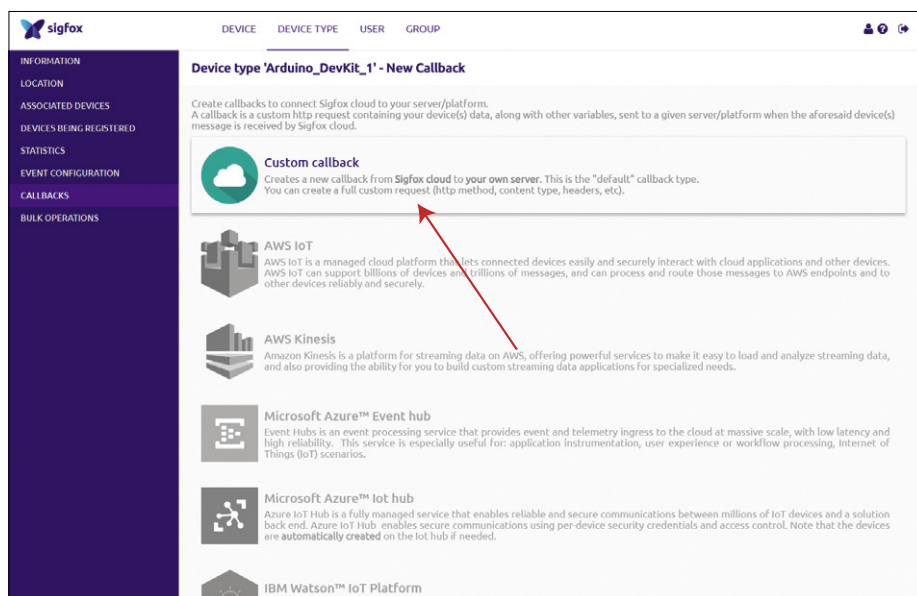 sigfox
DEVICE DEVICE TYPE USER GROUP
INFORMATION
LOCATION
ASSOCIATED DEVICES
DEVICES BEING REGISTERED
STATISTICS
EVENT CONFIGURATION
CALLBACKS
BULK OPERATIONS
Device type 'Arduino_DevKit_1' - New Callback
Create callbacks to connect Sigfox cloud to your server/platform.
A callback is a custom http request containing your device(s) data, along with other variables, sent to a given server/platform when the aforesaid device(s)
message is received by Sigfox cloud.
Custom callback
Creates a new callback from Sigfox cloud to your own server. This is the "default" callback type.
You can create a full custom request (http method, content type, headers, etc).
AWS IoT
AWS IoT is a managed cloud platform that lets connected devices easily and securely interact with cloud applications and other devices.
AWS IoT can support billions of devices and trillions of messages, and can process and route those messages to AWS endpoints and to
other devices reliably and securely.
AWS Kinesis
Amazon Kinesis is a platform for streaming data on AWS, offering powerful services to make it easy to load and analyze streaming data,
and also providing the ability for you to build custom streaming data applications for specialized needs.
Microsoft Azure™ Event hub
Event Hubs is an event processing service that provides event and telemetry ingress to the cloud at massive scale, with low latency and
high reliability. This service is especially useful for: application instrumentation, user experience or workflow processing, Internet of
Things (IoT) scenarios.
Microsoft Azure™ Iot hub
Azure IoT Hub is a fully managed service that enables reliable and secure communications between millions of IoT devices and a solution
back end. Azure IoT Hub enables secure communications using per-device security credentials and access control. Note that the devices
are automatically created on the Iot hub if needed.
IBM Watson™ IoT Platform